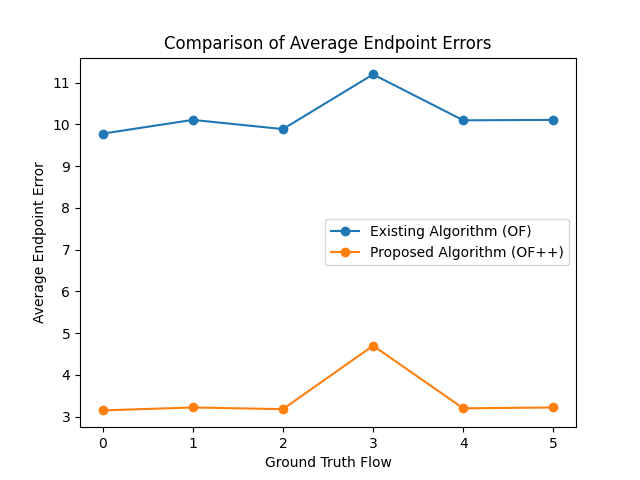 Comparison of Average Endpoint Errors
11
10
9
8
7
6
5
4
3
Average Endpoint Error
Existing Algorithm (OF)
Proposed Algorithm (OF++)
0 1 2 3 4 5
Ground Truth Flow